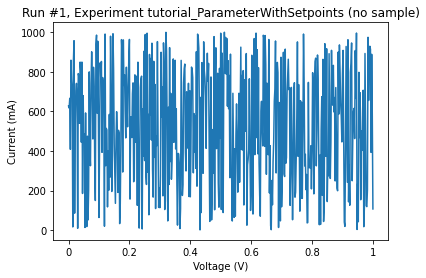 Run #1, Experiment tutorial_ParameterWithSetpoints (no sample)
1000
800
600
400
200
0
Current (mA)
0 0.2 0.4 0.6 0.8 1
Voltage (V)